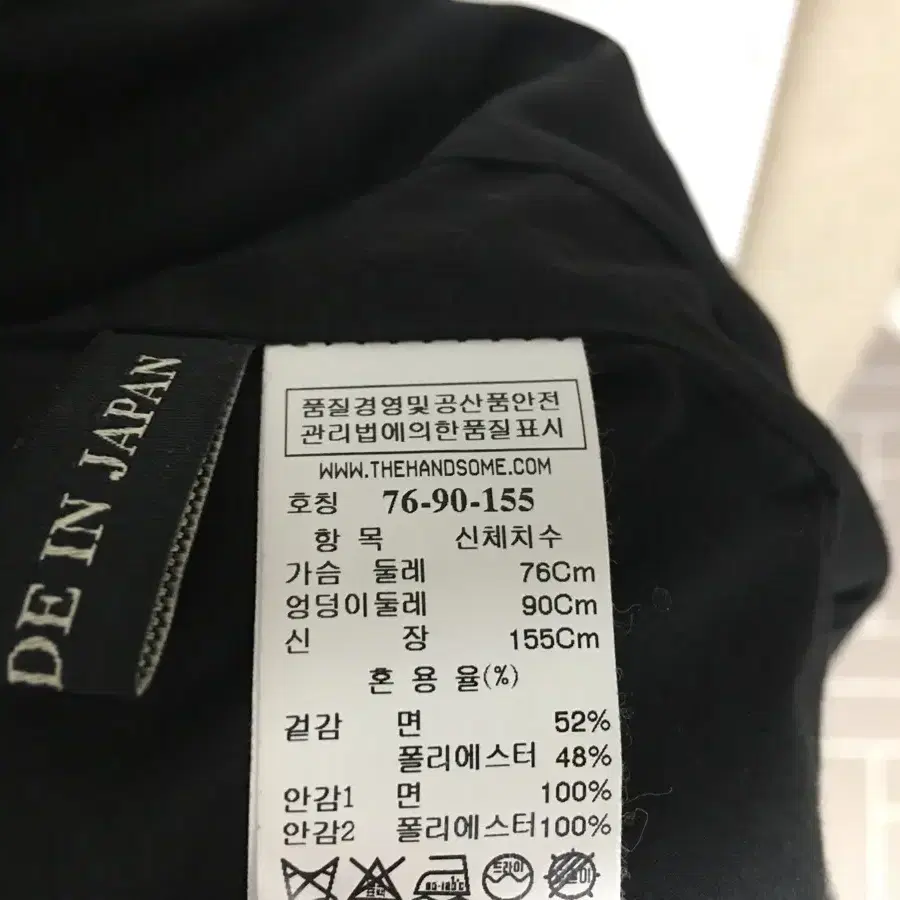 DE IN JAPAN
품질경영및공산품안전
관리법에의한품질표시
WWW.THEHANDSOME.COM
호칭 76-90-155
항 목 신체치수
가슴 둘레 76Cm
엉덩이둘레 90Cm
신 장 155Cm
혼 용 율(%)
겉감 면 52%
폴리에스터 48%
안감1 면 100%
안감2 폴리에스터100%
드라이